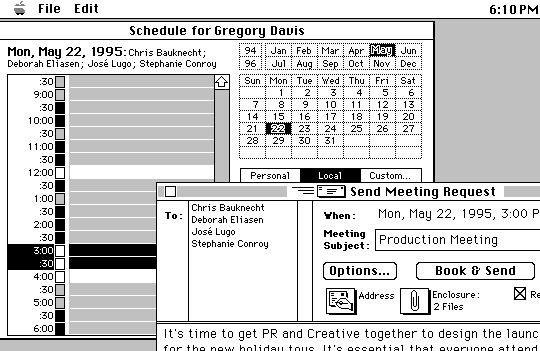 File Edit 6:10 PM
Schedule for Gregory Davis
Mon, May 22, 1995: Chris Bauknecht;
Deborah Eliasen; José Lugo; Stephanie Conroy
94 Jan Feb Mar Apr May Jun
96 Jul Aug Sep Oct Nov Dec
Sun Mon Tue Wed Thu Fri Sat
1 2 3 4 5 6
7 8 9 10 11 12 13
14 15 16 17 18 19 20
21 22 23 24 25 26 27
28 29 30 31
Personal Local Custom...
:30
9:00
:30
10:00
:30
11:00
:30
12:00
:30
1:00
:30
2:00
:30
3:00
:30
4:00
:30
5:00
:30
6:00
Send Meeting Request
To:
Chris Bauknecht
Deborah Eliasen
José Lugo
Stephanie Conroy
When: Mon, May 22, 1995, 3:00 P
Meeting
Subject: Production Meeting
Options... Book & Send
Address
Enclosure:
2 Files
Re
It's time to get PR and Creative together to design the launc
for the new holiday toys. It's essential that everyone attend